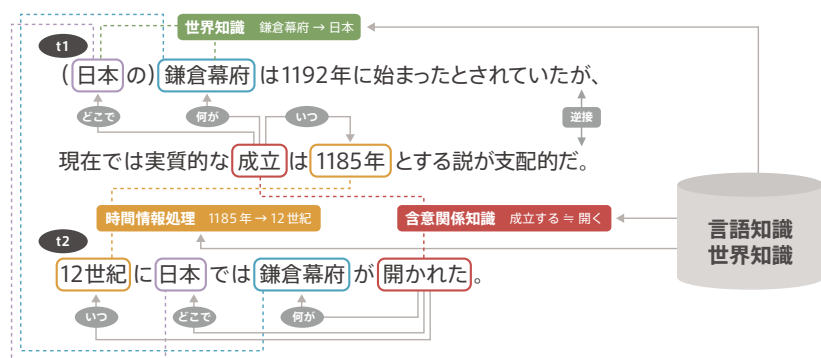 世界知識 鎌倉幕府 → 日本
t1
(日本の)鎌倉幕府は1192年に始まったとされていたが、
どこで 何が いつ 逆接
現在では実質的な成立は1185年とする説が支配的だ。
時間情報処理 1185年→12世紀 含意関係知識 成立する ≒ 開く
言語知識
世界知識
t2
12世紀に日本では鎌倉幕府が開かれた。
いつ どこで 何が